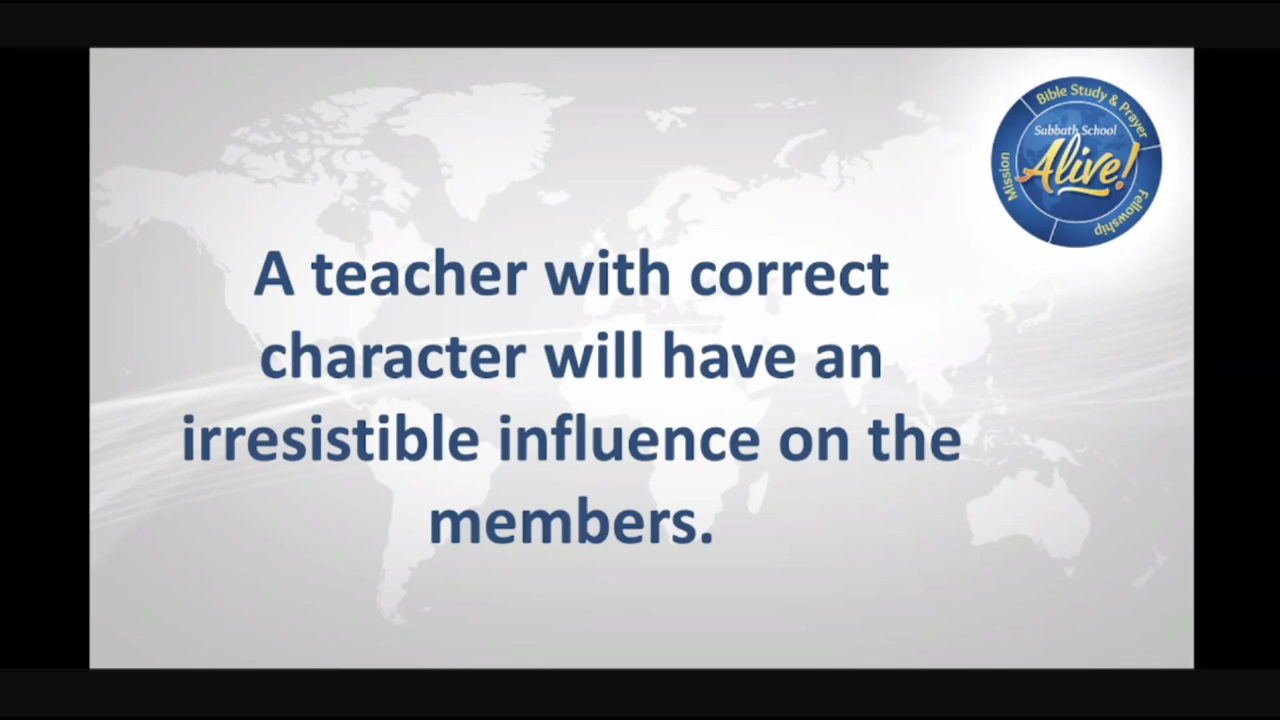 Bible Study & Prayer
Sabbath School
Alive!
Mission
Fellowship
A teacher with correct
character will have an
irresistible influence on the
members.